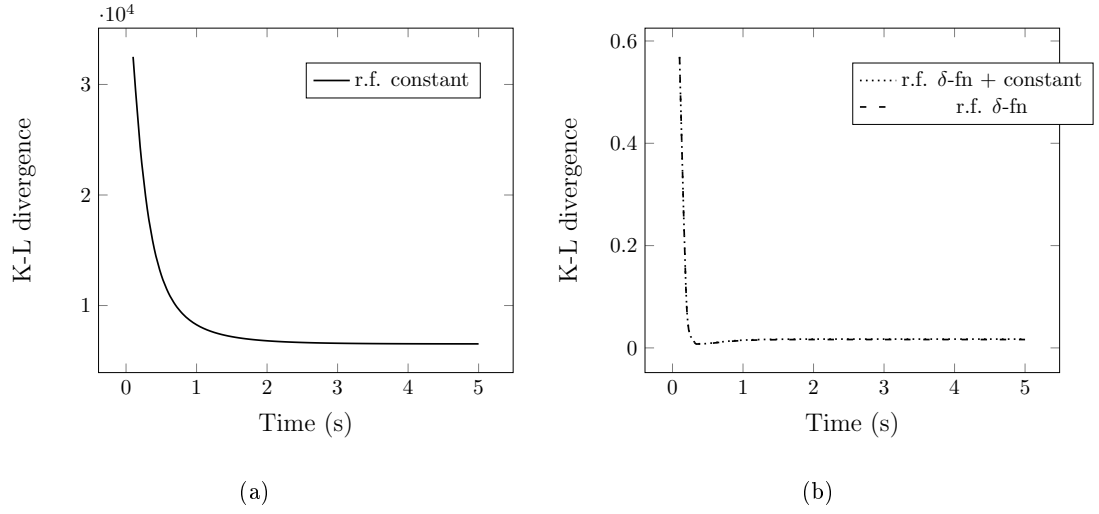 ·10⁴
3
2
1
K-L divergence
r.f. constant
0 1 2 3 4 5
Time (s)
(a)
0.6
0.4
0.2
0
K-L divergence
r.f. δ-fn + constant
r.f. δ-fn
0 1 2 3 4 5
Time (s)
(b)